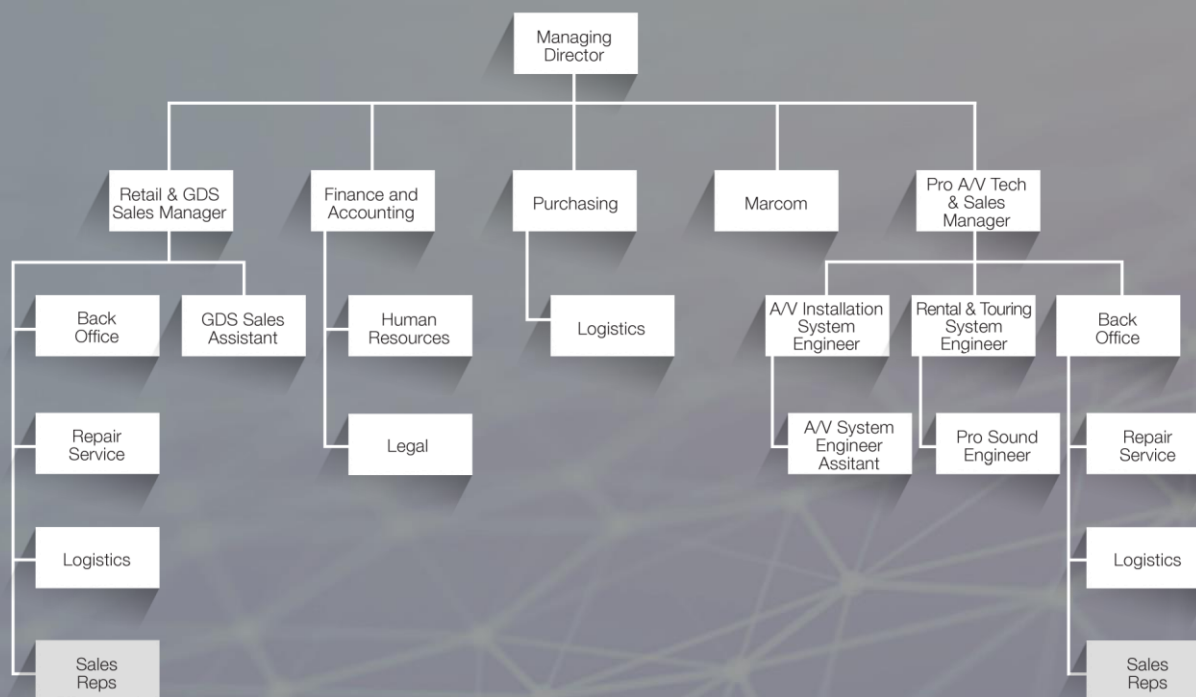 Managing
Director
Retail & GDS
Sales Manager
Finance and
Accounting
Purchasing
Marcom
Pro A/V Tech
& Sales
Manager
Back
Office
GDS Sales
Assistant
Human
Resources
Logistics
A/V Installation
System
Engineer
Rental & Touring
System
Engineer
Back
Office
Repair
Service
Legal
A/V System
Engineer
Assitant
Pro Sound
Engineer
Repair
Service
Logistics
Logistics
Sales
Reps
Sales
Reps